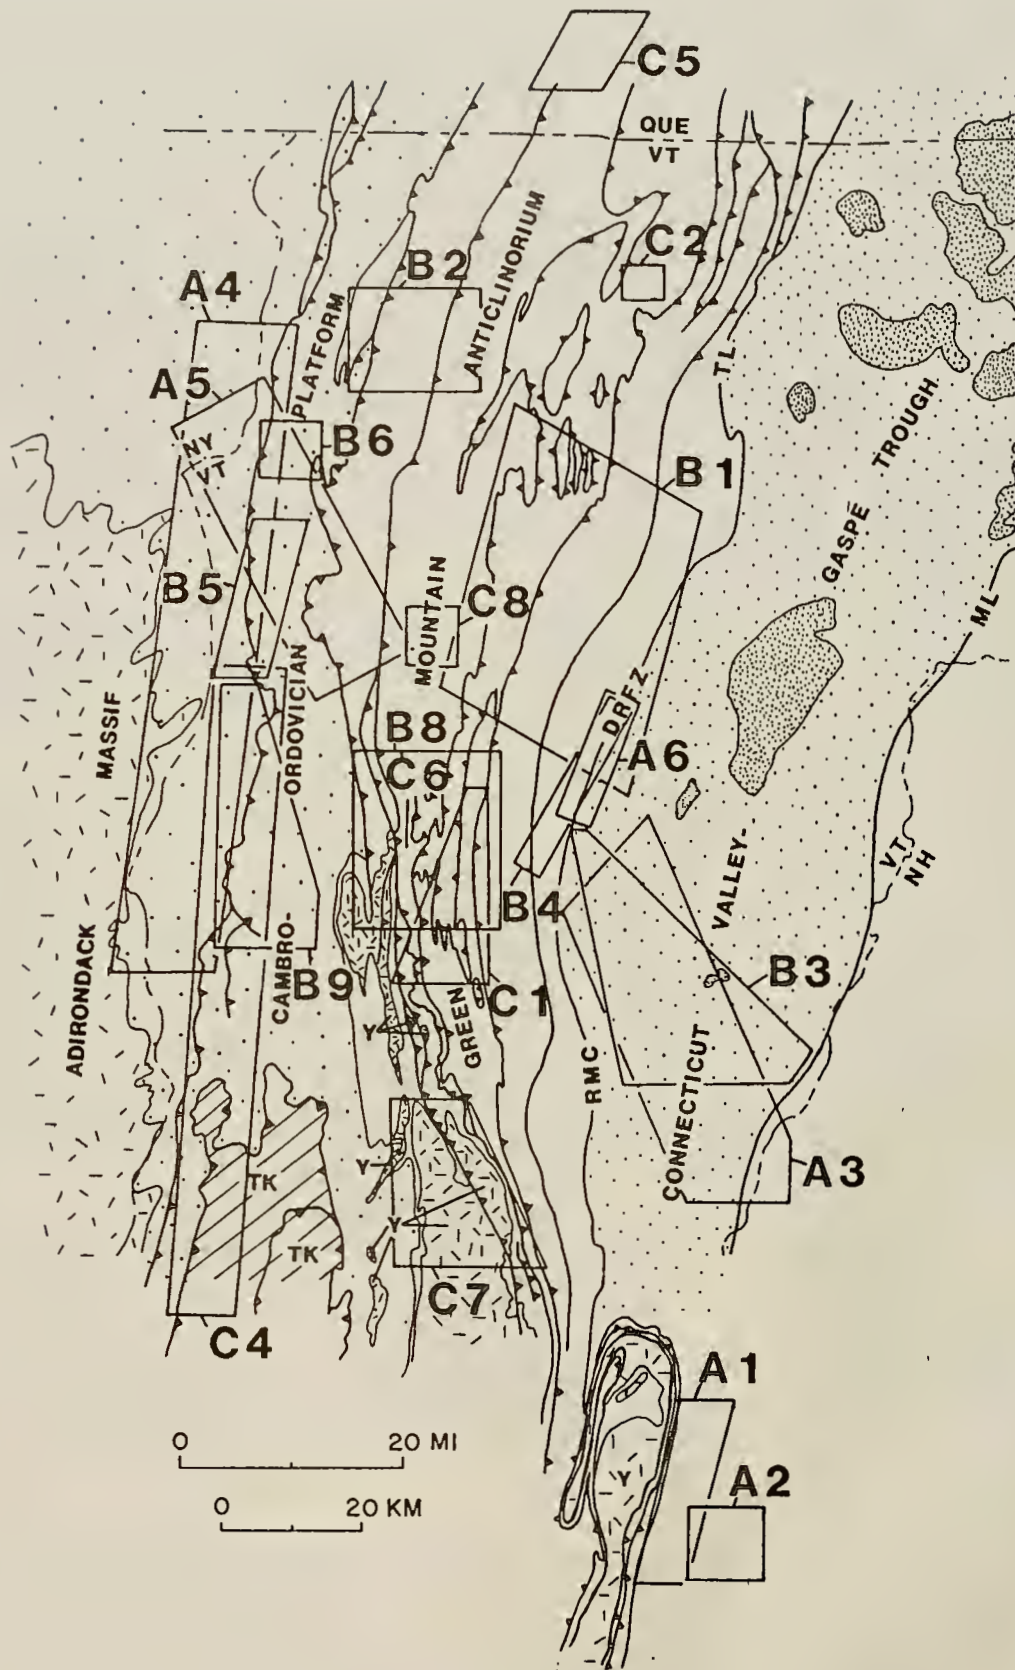 C5
QUE
VT
C2
B2
ANTICLINORIUM
A4
PLATFORM
TL
A5
B6
NY
VT
B1
TROUGH
GASPÉ
B5
C8
MOUNTAIN
ML
MASSIF
ORDOVICIAN
DRFZ
B8
C6
A6
VT
NH
VALLEY-
B4
ADIRONDACK
CAMBRO-
B9
C1
B3
Y
GREEN
RMC
CONNECTICUT
Y
TK
A3
Y
TK
C7
C4
A1
0 20 MI
Y
A2
0 20 KM